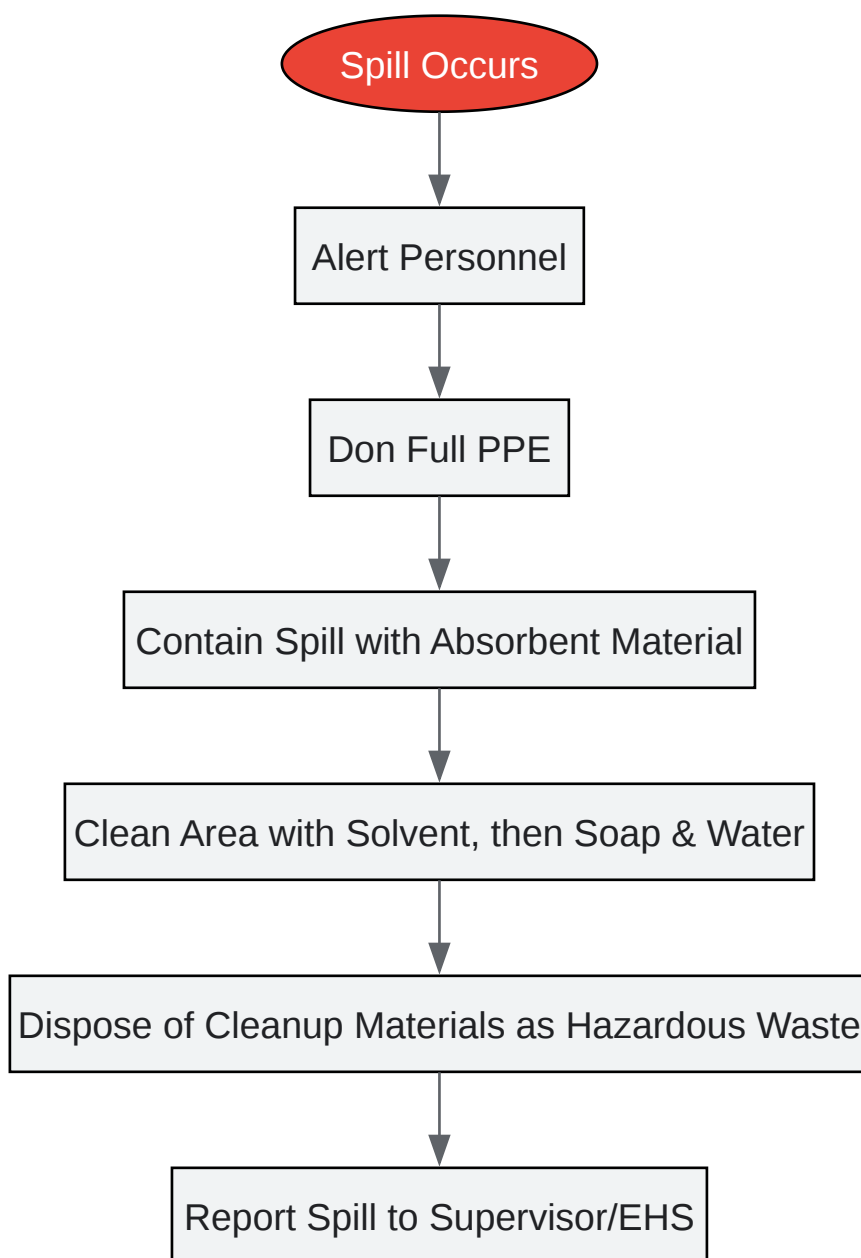 Spill Occurs
Alert Personnel
Don Full PPE
Contain Spill with Absorbent Material
Clean Area with Solvent, then Soap & Water
Dispose of Cleanup Materials as Hazardous Waste
Report Spill to Supervisor/EHS